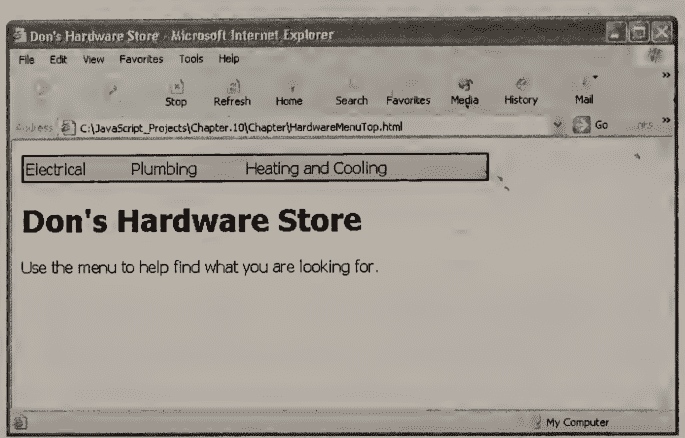 Don's Hardware Store - Microsoft Internet Explorer
File Edit View Favorites Tools Help
Stop Refresh Home Search Favorites Media History Mail
Address C:\JavaScript_Projects\Chapter.10\Chapter\HardwareMenuTop.html Go
Electrical Plumbing Heating and Cooling
Don's Hardware Store
Use the menu to help find what you are looking for.
My Computer